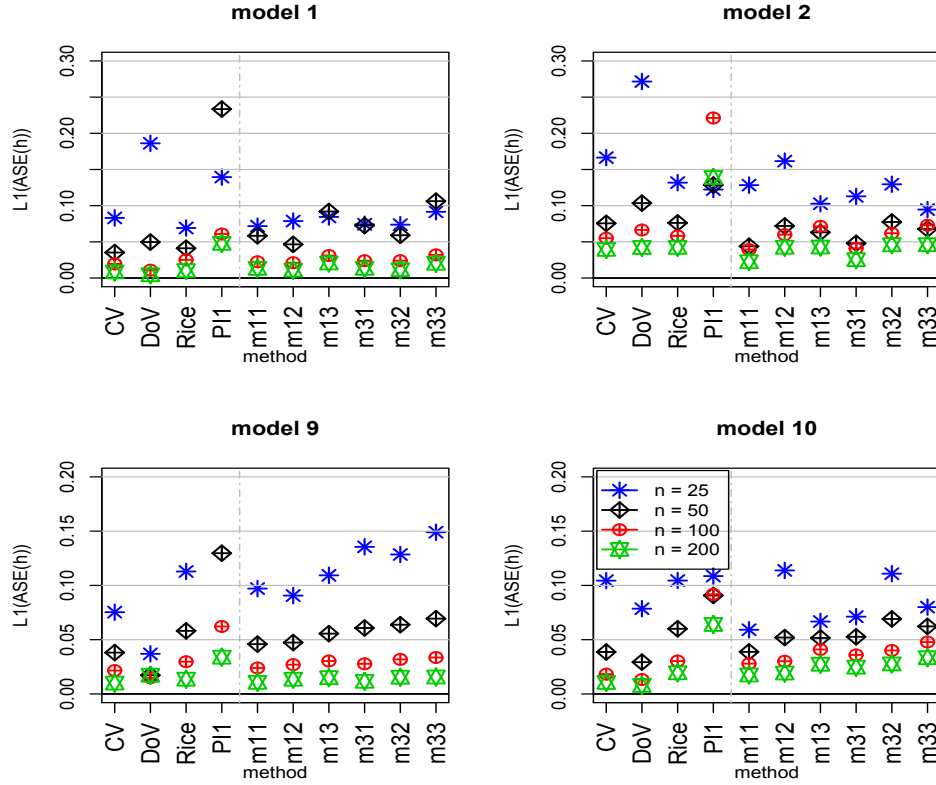 model 1
L1(ASE(h))
0.30
0.20
0.10
0.00
CV
DoV
Rice
PI1
m11
m12
m13
m31
m32
m33
method
model 2
L1(ASE(h))
0.30
0.20
0.10
0.00
CV
DoV
Rice
PI1
m11
m12
m13
m31
m32
m33
method
model 9
L1(ASE(h))
0.20
0.15
0.10
0.05
0.00
CV
DoV
Rice
PI1
m11
m12
m13
m31
m32
m33
method
model 10
L1(ASE(h))
0.20
0.15
0.10
0.05
0.00
n = 25
n = 50
n = 100
n = 200
CV
DoV
Rice
PI1
m11
m12
m13
m31
m32
m33
method